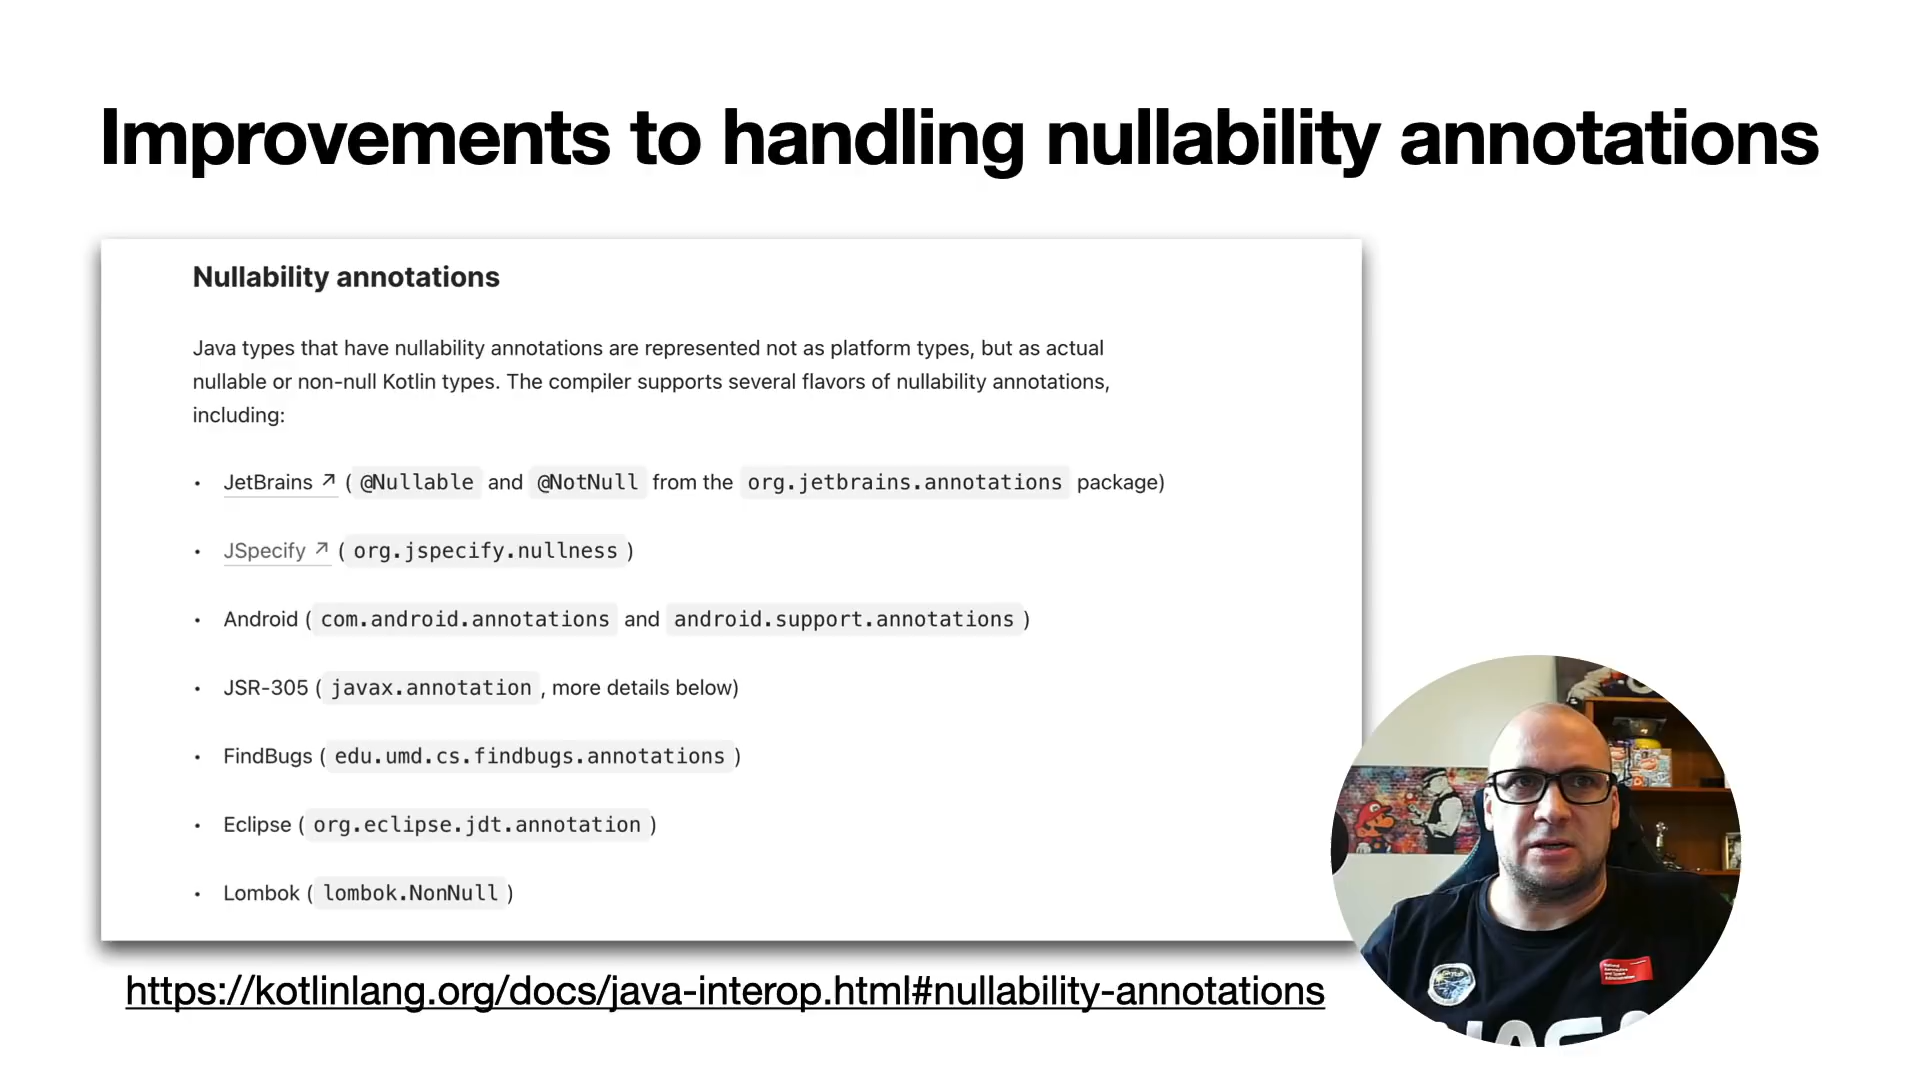 Improvements to handling nullability annotations
Nullability annotations
Java types that have nullability annotations are represented not as platform types, but as actual
nullable or non-null Kotlin types. The compiler supports several flavors of nullability annotations,
including:
• JetBrains ↗ ( @Nullable and @NotNull from the org.jetbrains.annotations package)
• JSpecify ↗ ( org.jspecify.nullness )
• Android ( com.android.annotations and android.support.annotations )
• JSR-305 ( javax.annotation , more details below)
• FindBugs ( edu.umd.cs.findbugs.annotations )
• Eclipse ( org.eclipse.jdt.annotation )
• Lombok ( lombok.NonNull )
https://kotlinlang.org/docs/java-interop.html#nullability-annotations